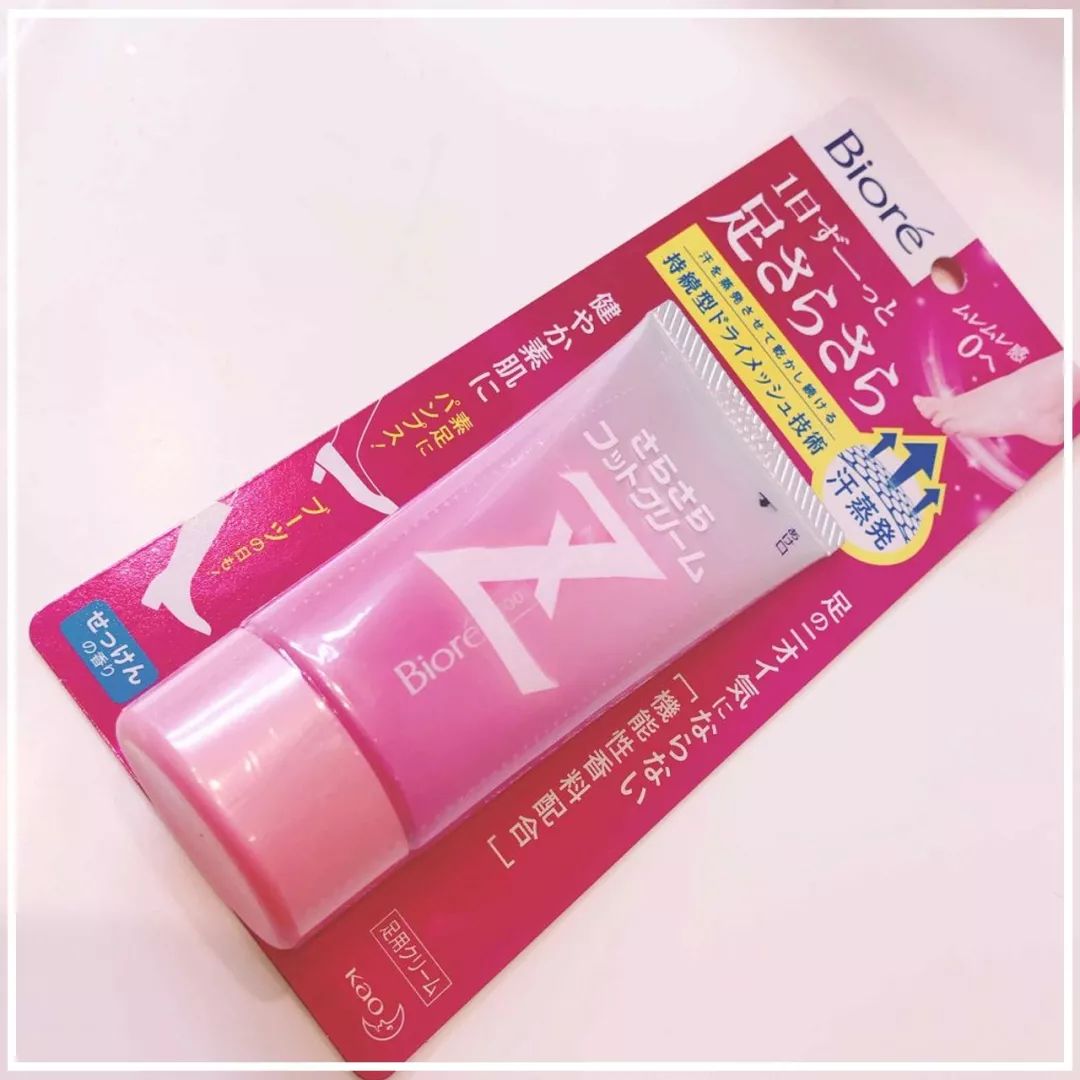 Bioré
1日ずーっと
足さらさら
汗を蒸発させて乾かし続ける
持続型ドライメッシュ技術
ムレムレ感
0へ
汗蒸発
健やか素肌に
素足に
パンプス!
ブーツの日も!
せっけん
の香り
さらさら
フットクリーム
Z
Bioré
足のニオイ気にならない
[機能性香料配合]
足用クリーム
Kao